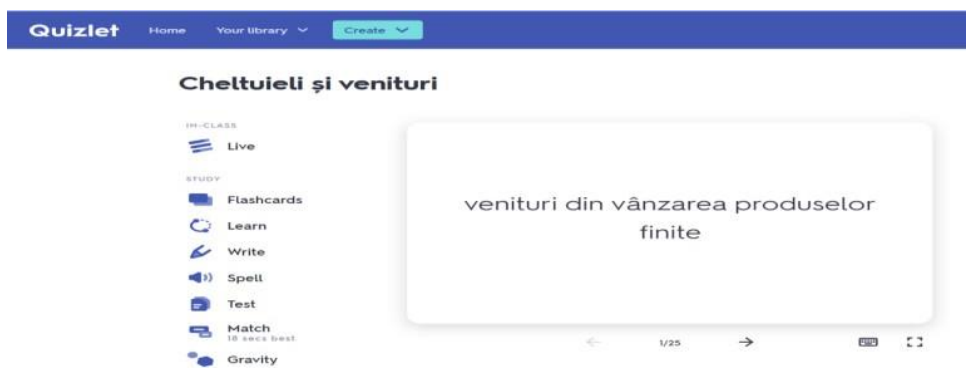 Quizlet Home Your library Create
Cheltuieli și venituri
IN-CLASS
Live
STUDY
Flashcards
Learn
Write
Spell
Test
Match
18 secs best
Gravity
venituri din vânzarea produselor
finite
1/25